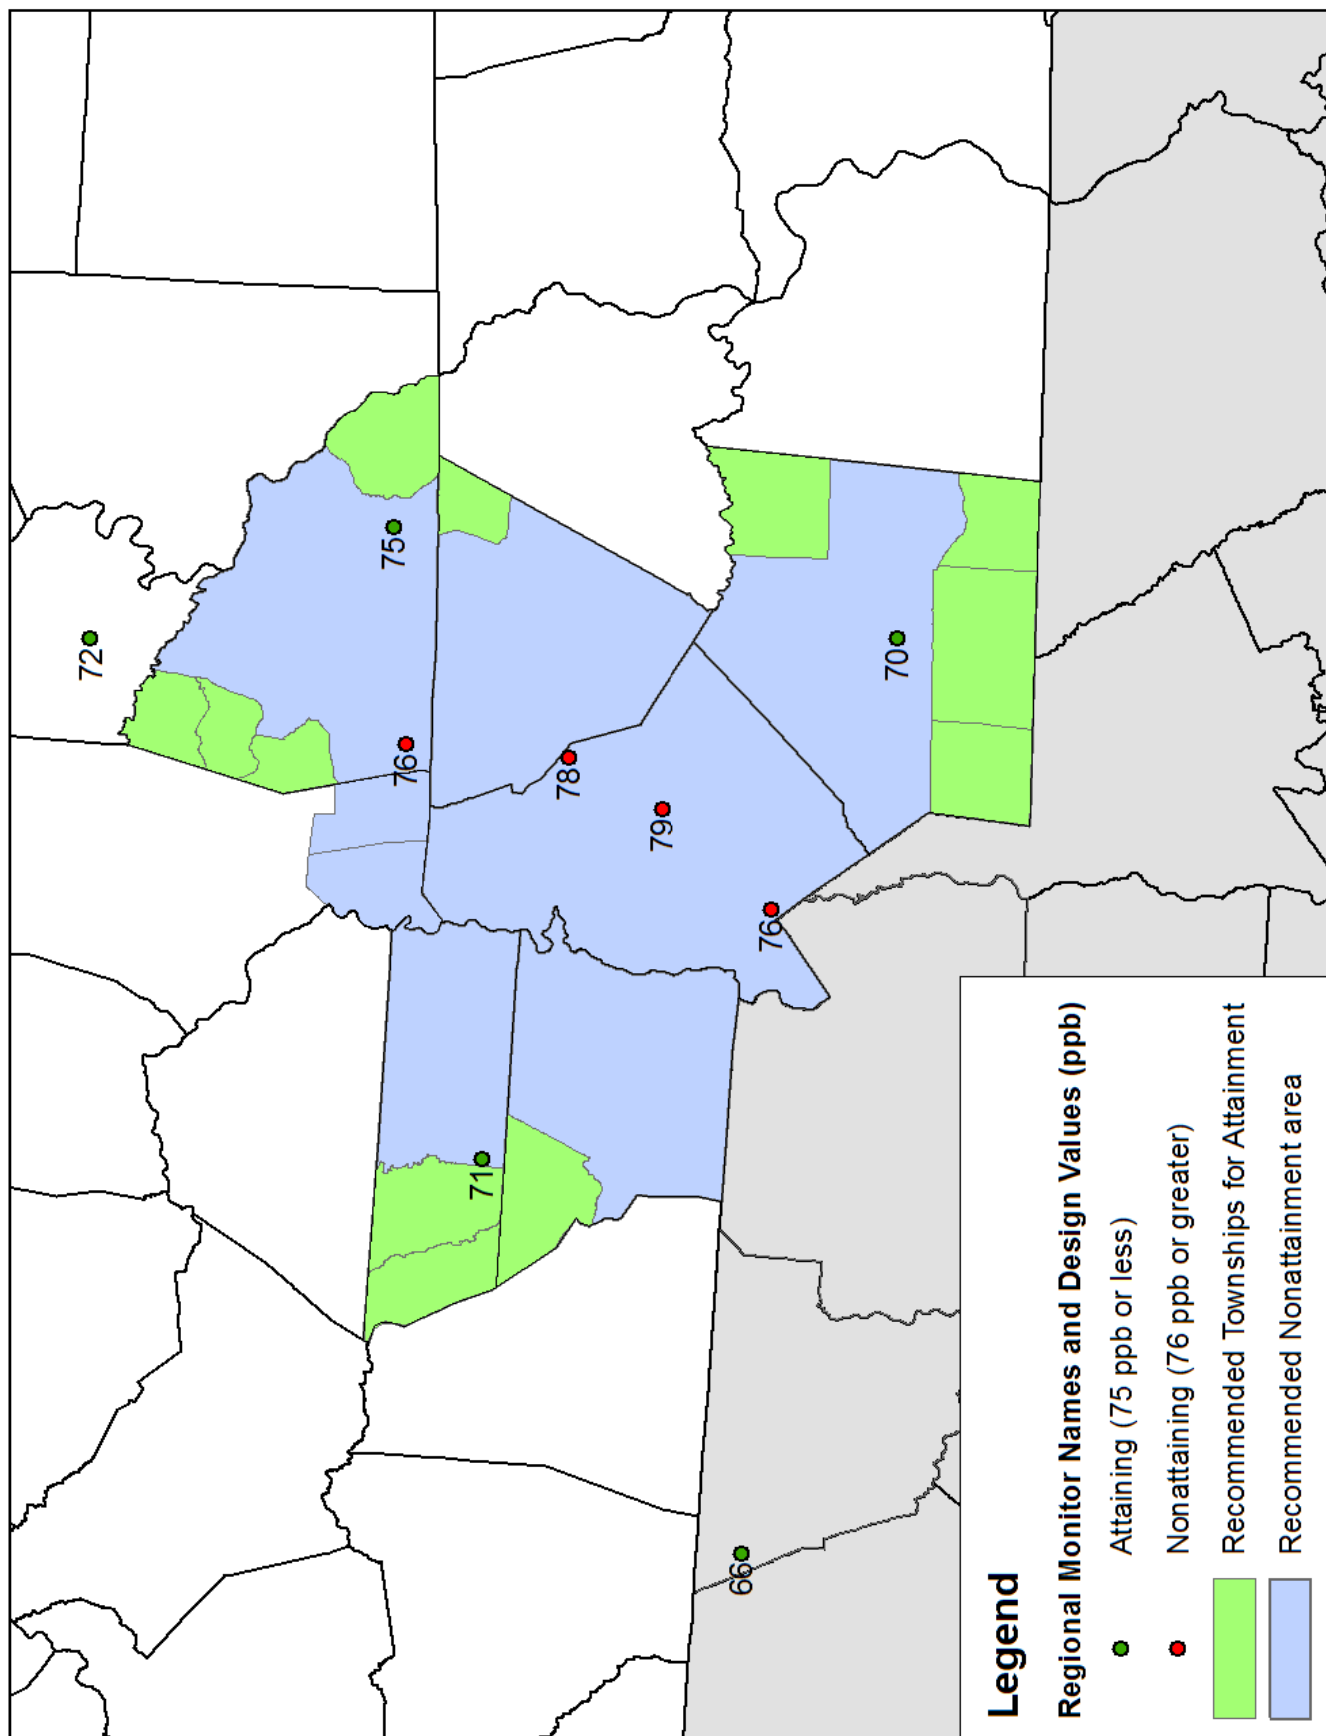 72
76
75
71
78
79
66
76
70
Legend
Regional Monitor Names and Design Values (ppb)
Attaining (75 ppb or less)
Nonattaining (76 ppb or greater)
Recommended Townships for Attainment
Recommended Nonattainment area